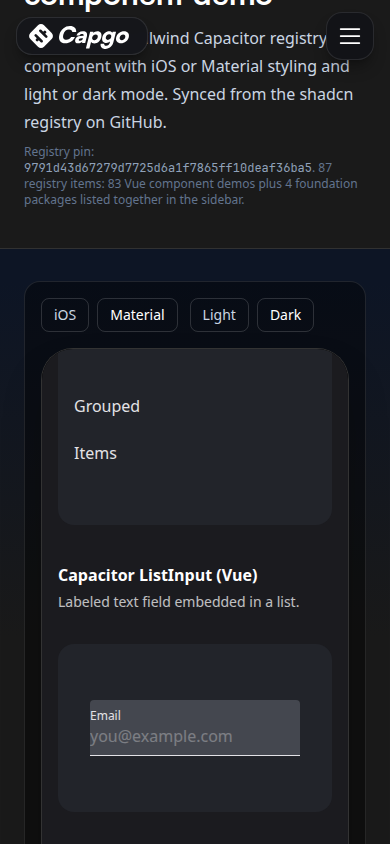 component demo
Capgo
lwind Capacitor registry
component with iOS or Material styling and
light or dark mode. Synced from the shadcn
registry on GitHub.
Registry pin:
9791d43d67279d7725d6a1f7865ff10deaf36ba5. 87
registry items: 83 Vue component demos plus 4 foundation
packages listed together in the sidebar.
iOS
Material
Light
Dark
Grouped
Items
Capacitor ListInput (Vue)
Labeled text field embedded in a list.
Email
you@example.com